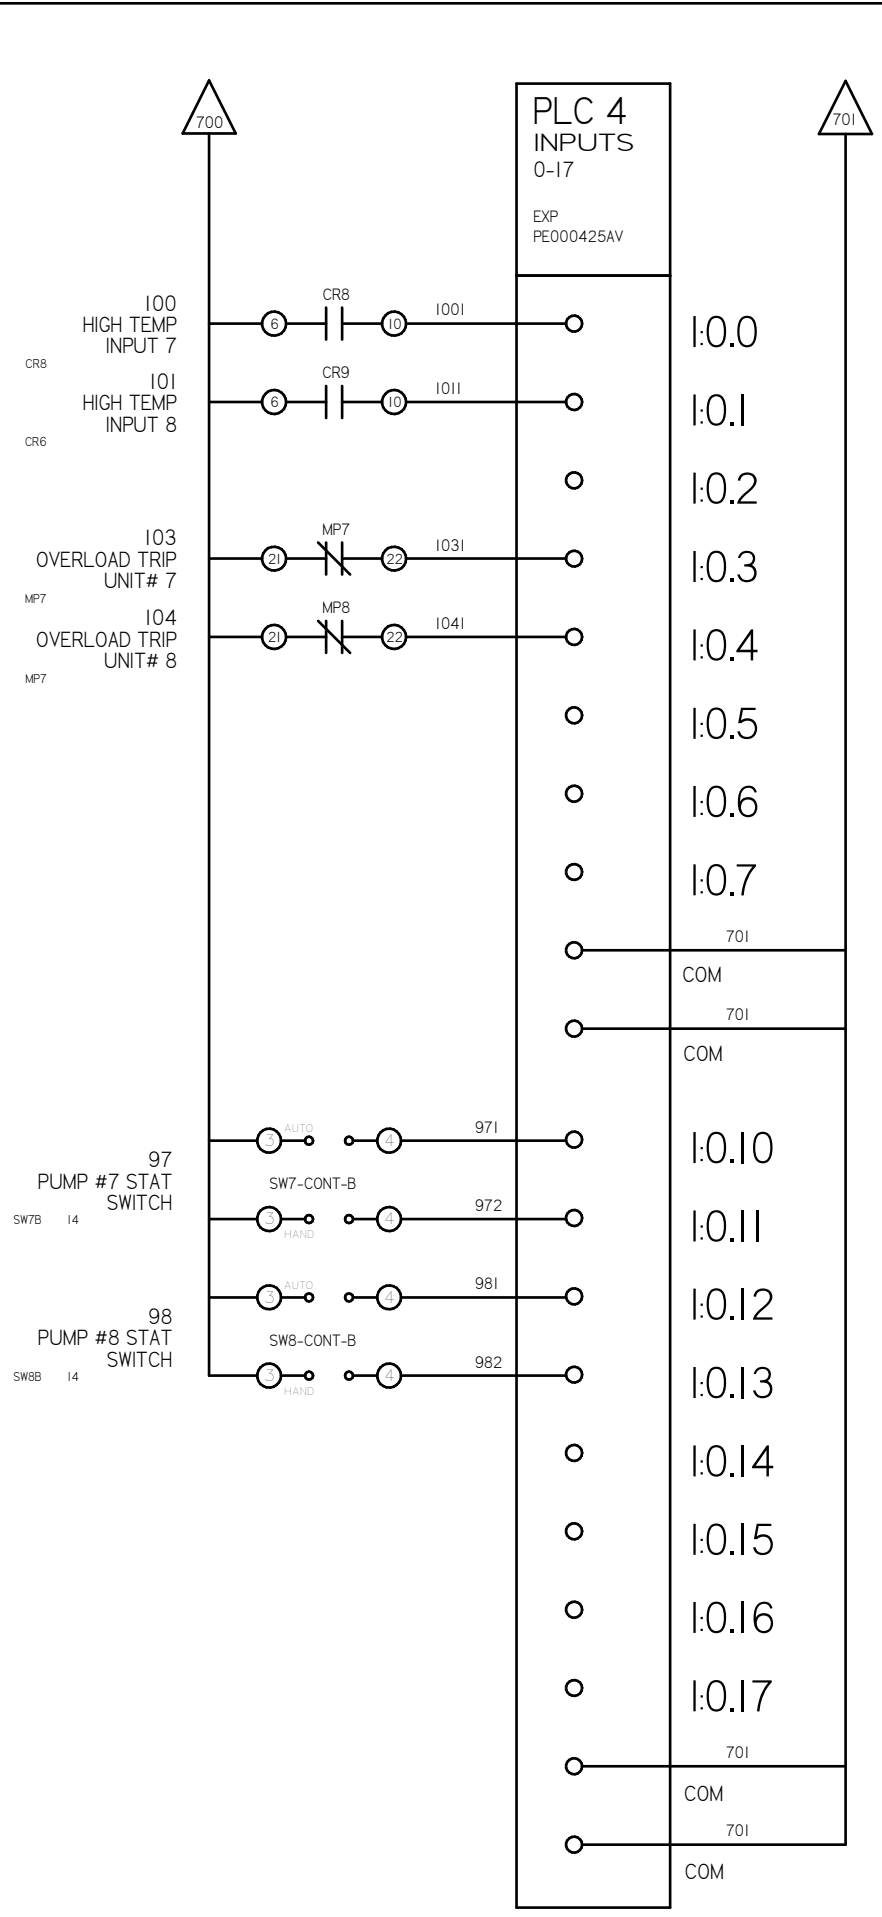 700
PLC 4
INPUTS
0-17
EXP
PE000425AV
701
100
HIGH TEMP
INPUT 7
CR8
6
CR8
10
1001
I:0.0
101
HIGH TEMP
INPUT 8
CR6
6
CR9
10
1011
I:0.1
I:0.2
103
OVERLOAD TRIP
UNIT# 7
MP7
21
MP7
22
1031
I:0.3
104
OVERLOAD TRIP
UNIT# 8
MP7
21
MP8
22
1041
I:0.4
I:0.5
I:0.6
I:0.7
701
COM
701
COM
97
PUMP #7 STAT
SWITCH
SW7B 14
3
AUTO
4
971
I:0.10
SW7-CONT-B
3
HAND
4
972
I:0.11
98
PUMP #8 STAT
SWITCH
SW8B 14
3
AUTO
4
981
I:0.12
SW8-CONT-B
3
HAND
4
982
I:0.13
I:0.14
I:0.15
I:0.16
I:0.17
701
COM
701
COM